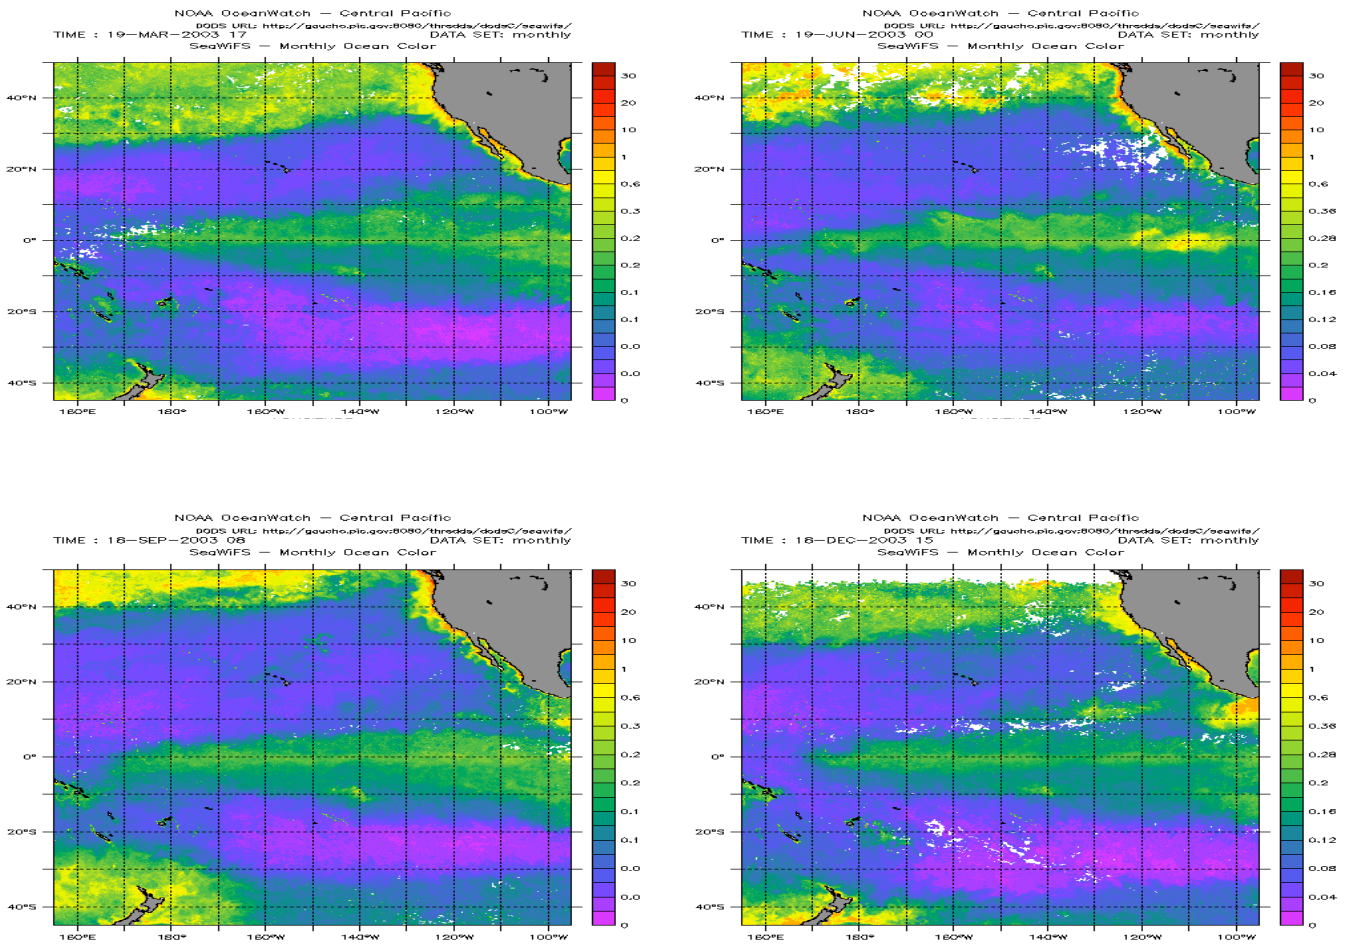 NOAA OceanWatch – Central Pacific
DODS URL: http://gaucho.pic.gov:8080/thredds/dodsC/seawifs/
TIME : 19-MAR-2003 17 DATA SET: monthly
SeaWiFS – Monthly Ocean Color
40°N
20°N
0°
20°S
40°S
160°E 180° 160°W 140°W 120°W 100°W
30
20
10
1
0.6
0.3
0.2
0.2
0.1
0.1
0.0
0.0
0
NOAA OceanWatch – Central Pacific
DODS URL: http://gaucho.pic.gov:8080/thredds/dodsC/seawifs/
TIME : 19-JUN-2003 00 DATA SET: monthly
SeaWiFS – Monthly Ocean Color
40°N
20°N
0°
20°S
40°S
160°E 180° 160°W 140°W 120°W 100°W
30
20
10
1
0.6
0.36
0.28
0.2
0.16
0.12
0.08
0.04
0
NOAA OceanWatch – Central Pacific
DODS URL: http://gaucho.pic.gov:8080/thredds/dodsC/seawifs/
TIME : 18-SEP-2003 08 DATA SET: monthly
SeaWiFS – Monthly Ocean Color
40°N
20°N
0°
20°S
40°S
160°E 180° 160°W 140°W 120°W 100°W
30
20
10
1
0.6
0.3
0.2
0.2
0.1
0.1
0.0
0.0
0
NOAA OceanWatch – Central Pacific
DODS URL: http://gaucho.pic.gov:8080/thredds/dodsC/seawifs/
TIME : 18-DEC-2003 15 DATA SET: monthly
SeaWiFS – Monthly Ocean Color
40°N
20°N
0°
20°S
40°S
160°E 180° 160°W 140°W 120°W 100°W
30
20
10
1
0.6
0.36
0.28
0.2
0.16
0.12
0.08
0.04
0